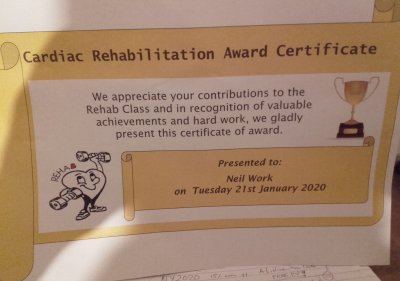 Cardiac Rehabilitation Award Certificate
We appreciate your contributions to the
Rehab Class and in recognition of valuable
achievements and hard work, we gladly
present this certificate of award.
REHAB
Presented to:
Neil Work
on Tuesday 21st January 2020
2020